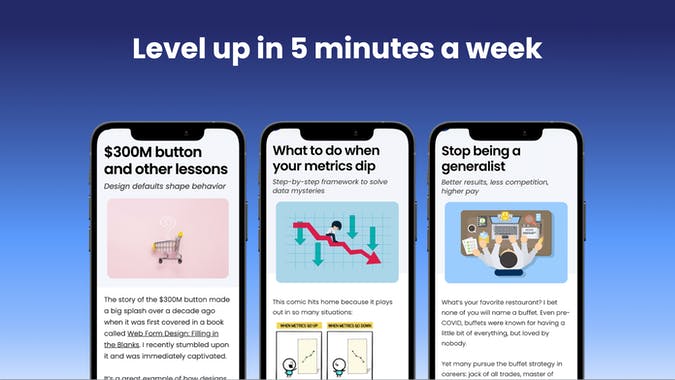 Level up in 5 minutes a week
$300M button
and other lessons
Design defaults shape behavior
The story of the $300M button made
a big splash over a decade ago
when it was first covered in a book
called Web Form Design: Filling in
the Blanks. I recently stumbled upon
it and was immediately captivated.
It's a great example of how designs
What to do when
your metrics dip
Step-by-step framework to solve
data mysteries
This comic hits home because it plays
out in so many situations:
WHEN METRICS GO UP
WHEN METRICS GO DOWN
Stop being a
generalist
Better results, less competition,
higher pay
What's your favorite restaurant? I bet
none of you will name a buffet. Even pre-
COVID, buffets were known for having a
little bit of everything, but loved by
nobody.
Yet many pursue the buffet strategy in
careers: jack of all trades, master of